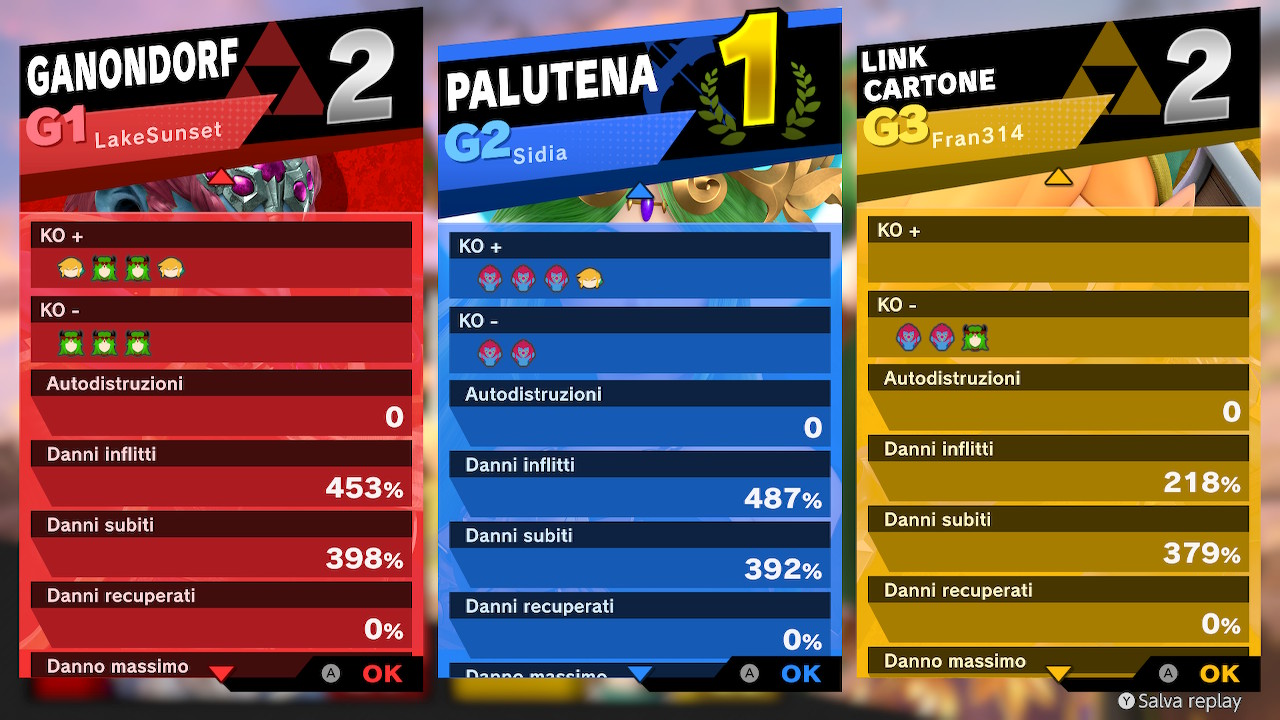 GANONDORF
2
G1 LakeSunset
KO +
KO -
Autodistruzioni
0
Danni inflitti
453%
Danni subiti
398%
Danni recuperati
0%
Danno massimo
A OK
PALUTENA
1
G2 Sidia
KO +
KO -
Autodistruzioni
0
Danni inflitti
487%
Danni subiti
392%
Danni recuperati
0%
Danno massimo
A OK
LINK
CARTONE
2
G3 Fran314
KO +
KO -
Autodistruzioni
0
Danni inflitti
218%
Danni subiti
379%
Danni recuperati
0%
Danno massimo
A OK
Y Salva replay